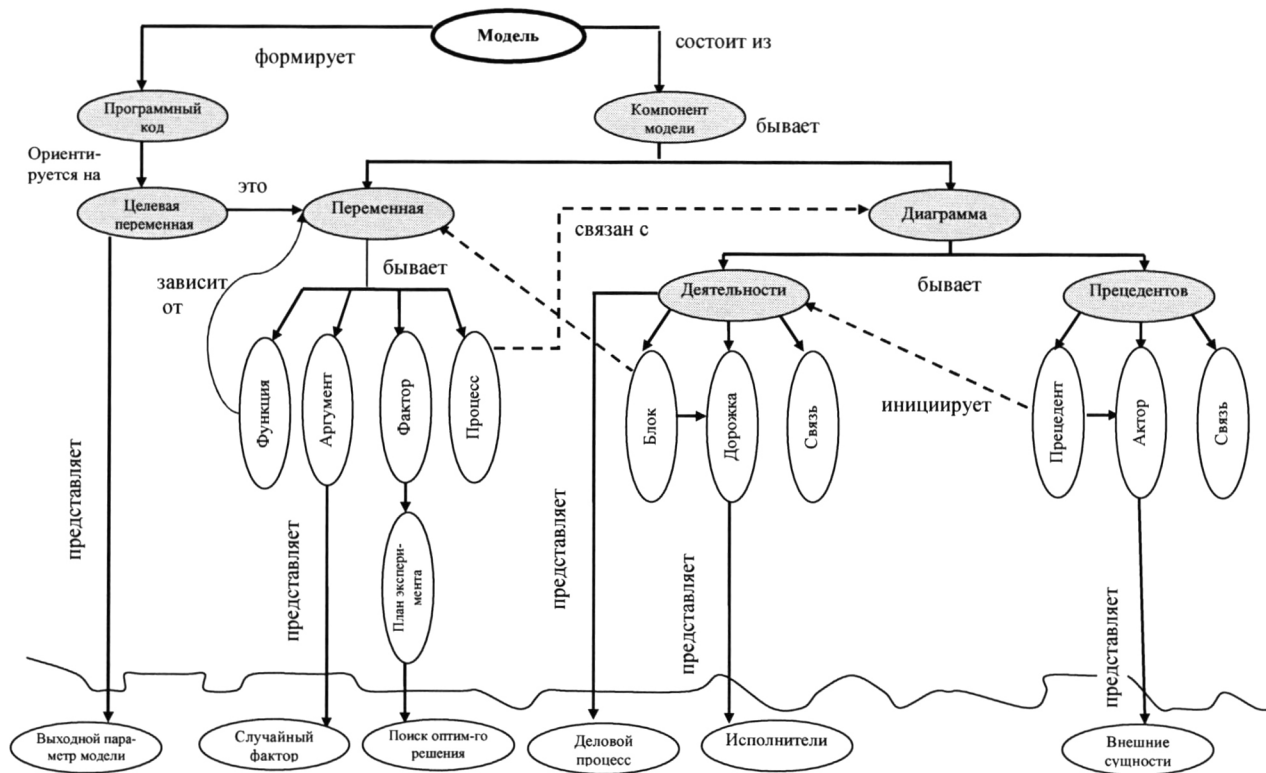 Модель
формирует
состоит из
Программный
код
Компонент
модели
бывает
Ориенти-
руется на
это
Целевая
переменная
Переменная
Диаграмма
связан с
зависит
от
бывает
Деятельности
бывает
Прецедентов
Функция
Аргумент
Фактор
Процесс
Блок
Дорожка
Связь
инициирует
Прецедент
Актор
Связь
представляет
представляет
План экспери-
мента
представляет
представляет
представляет
Выходной пара-
метр модели
Случайный
фактор
Поиск оптим-го
решения
Деловой
процесс
Исполнители
Внешние
сущности